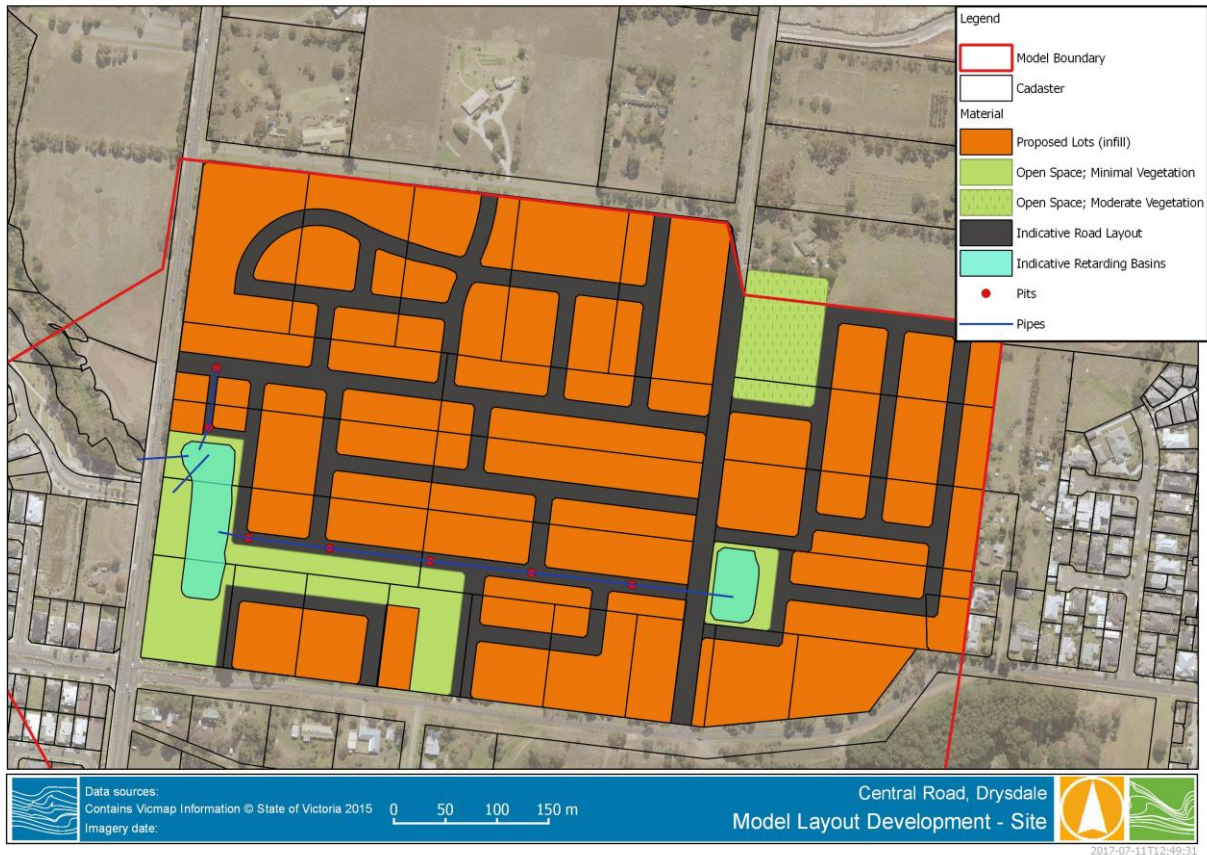 Legend
Model Boundary
Cadaster
Material
Proposed Lots (infill)
Open Space; Minimal Vegetation
Open Space; Moderate Vegetation
Indicative Road Layout
Indicative Retarding Basins
Pits
Pipes
Data sources:
Contains Vicmap Information © State of Victoria 2015
Imagery date:
0 50 100 150 m
Central Road, Drysdale
Model Layout Development - Site
2017-07-11T12:49:31